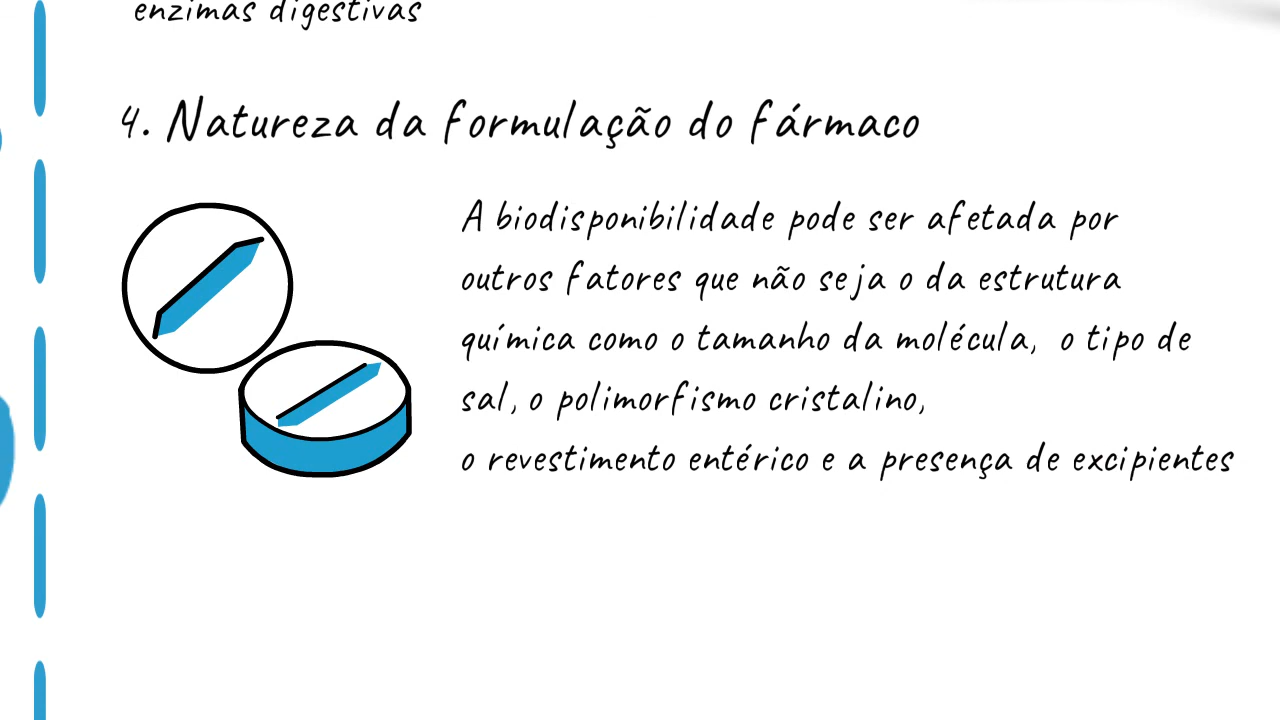 enzimas digestivas
4. Natureza da formulação do fármaco
A biodisponibilidade pode ser afetada por
outros fatores que não seja o da estrutura
química como o tamanho da molécula, o tipo de
sal, o polimorfismo cristalino,
o revestimento entérico e a presença de excipientes